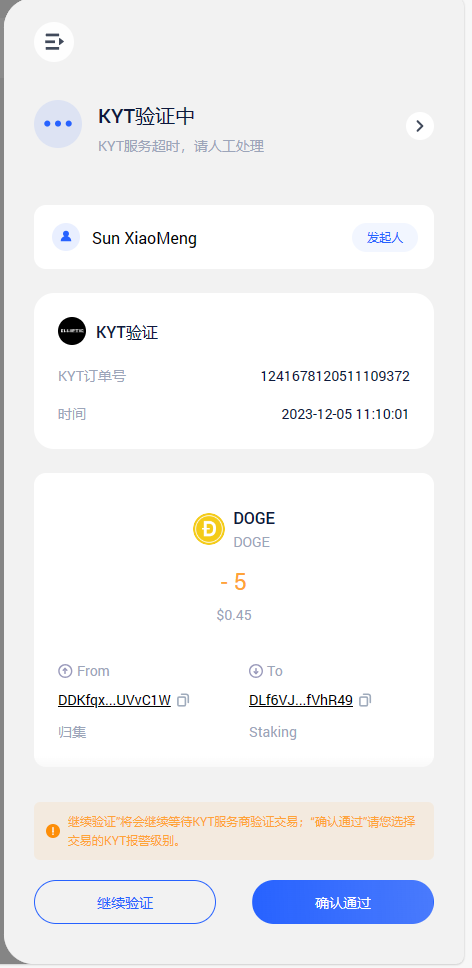 KYT验证中
KYT服务超时，请人工处理
Sun XiaoMeng
发起人
ELLIPTIC
KYT验证
KYT订单号
1241678120511109372
时间
2023-12-05 11:10:01
DOGE
DOGE
- 5
$0.45
From
To
DDKfqx...UVvC1W
DLf6VJ...fVhR49
归集
Staking
继续验证"将会继续等待KYT服务商验证交易；"确认通过"请您选择
交易的KYT报警级别。
继续验证
确认通过